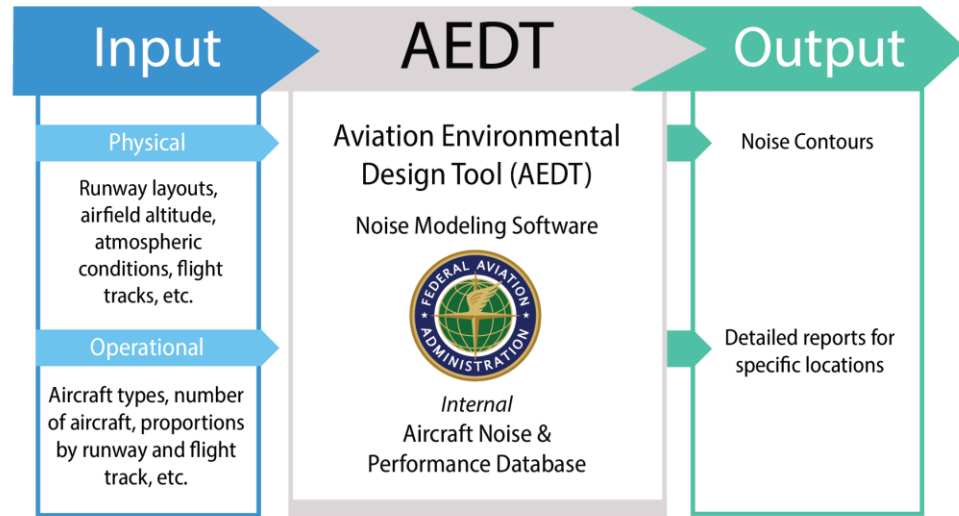 Input
AEDT
Output
Physical
Runway layouts,
airfield altitude,
atmospheric
conditions, flight
tracks, etc.
Operational
Aircraft types, number
of aircraft, proportions
by runway and flight
track, etc.
Aviation Environmental
Design Tool (AEDT)
Noise Modeling Software
FEDERAL AVIATION
ADMINISTRATION
Internal
Aircraft Noise &
Performance Database
Noise Contours
Detailed reports for
specific locations